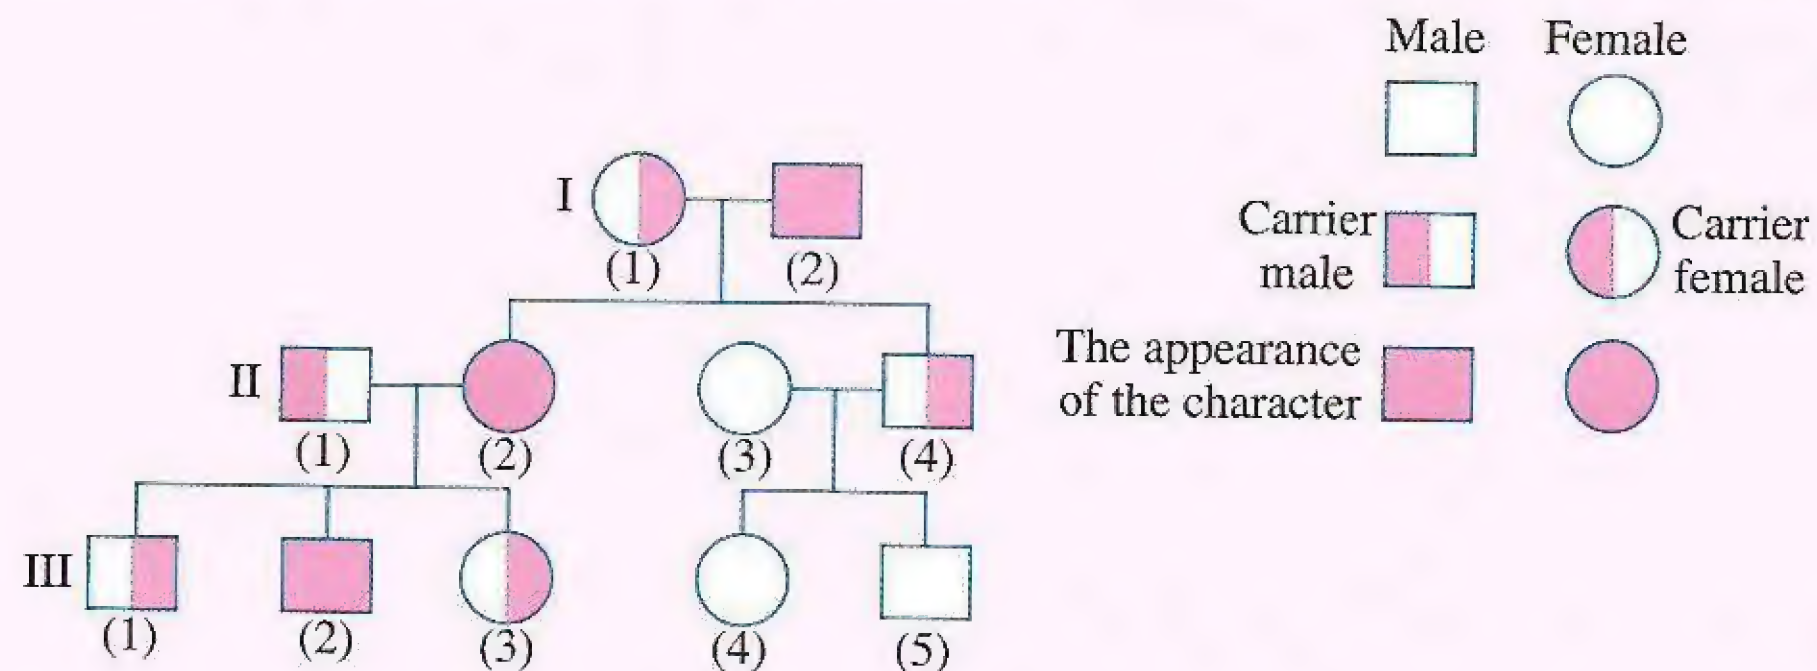 Male Female
I
(1) (2)
Carrier male
Carrier female
II
(1) (2) (3) (4)
The appearance
of the character
III
(1) (2) (3) (4) (5)